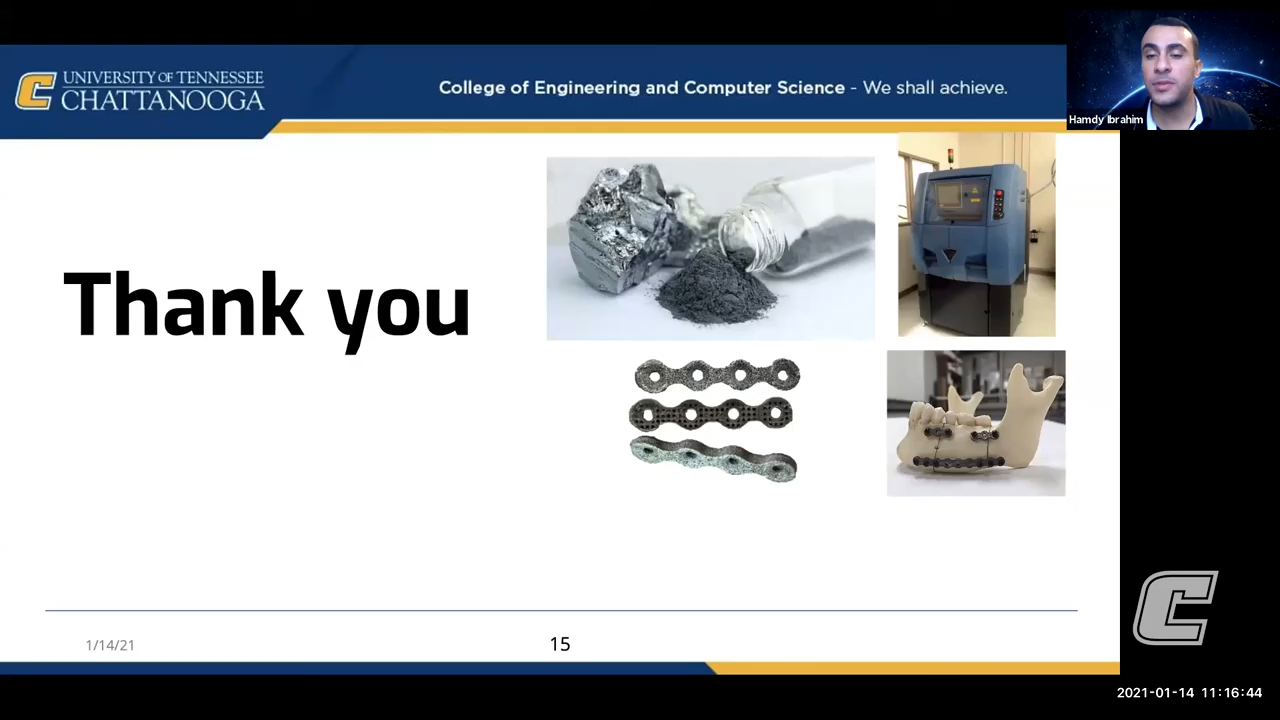 UNIVERSITY OF TENNESSEE
CHATTANOOGA
College of Engineering and Computer Science - We shall achieve.
Hamdy Ibrahim
Thank you
1/14/21
15
C
2021-01-14 11:16:44